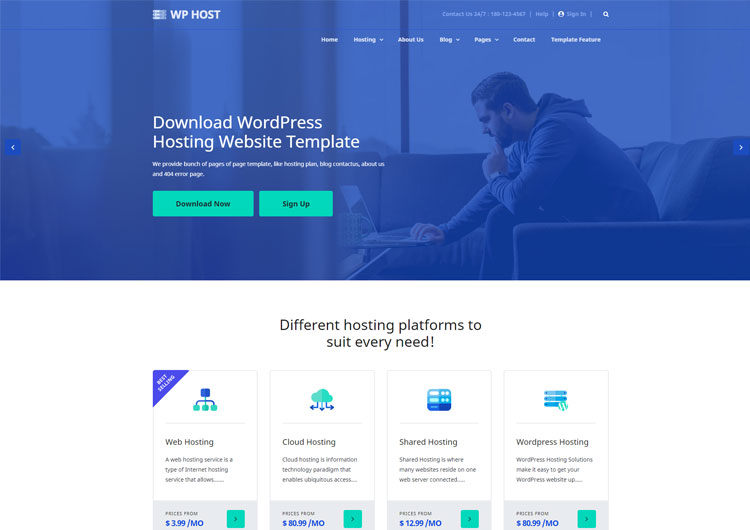 WP HOST
Contact Us 24/7 : 180-123-4567 | Help | Sign In |
Home Hosting About Us Blog Pages Contact Template Feature
Download WordPress
Hosting Website Template
We provide bunch of pages of page template, like hosting plan, blog contactus, about us
and 404 error page.
Download Now Sign Up
Different hosting platforms to
suit every need!
BEST
SELLING
Web Hosting
A web hosting service is a
type of Internet hosting
service that allows......
PRICES FROM
$ 3.99 /MO
Cloud Hosting
Cloud hosting is information
technology paradigm that
enables ubiquitous access....
PRICES FROM
$ 80.99 /MO
Shared Hosting
Shared Hosting is where
many websites reside on one
web server connected.....
PRICES FROM
$ 12.99 /MO
Wordpress Hosting
WordPress Hosting Solutions
make it easy to get your
WordPress website up.....
PRICES FROM
$ 80.99 /MO